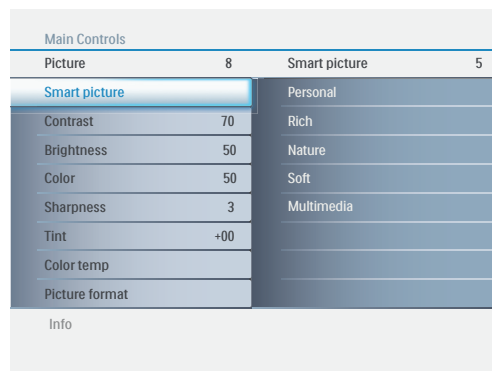 Main Controls
Picture 8 Smart picture 5
Smart picture Personal
Contrast 70 Rich
Brightness 50 Nature
Color 50 Soft
Sharpness 3 Multimedia
Tint +00
Color temp
Picture format
Info